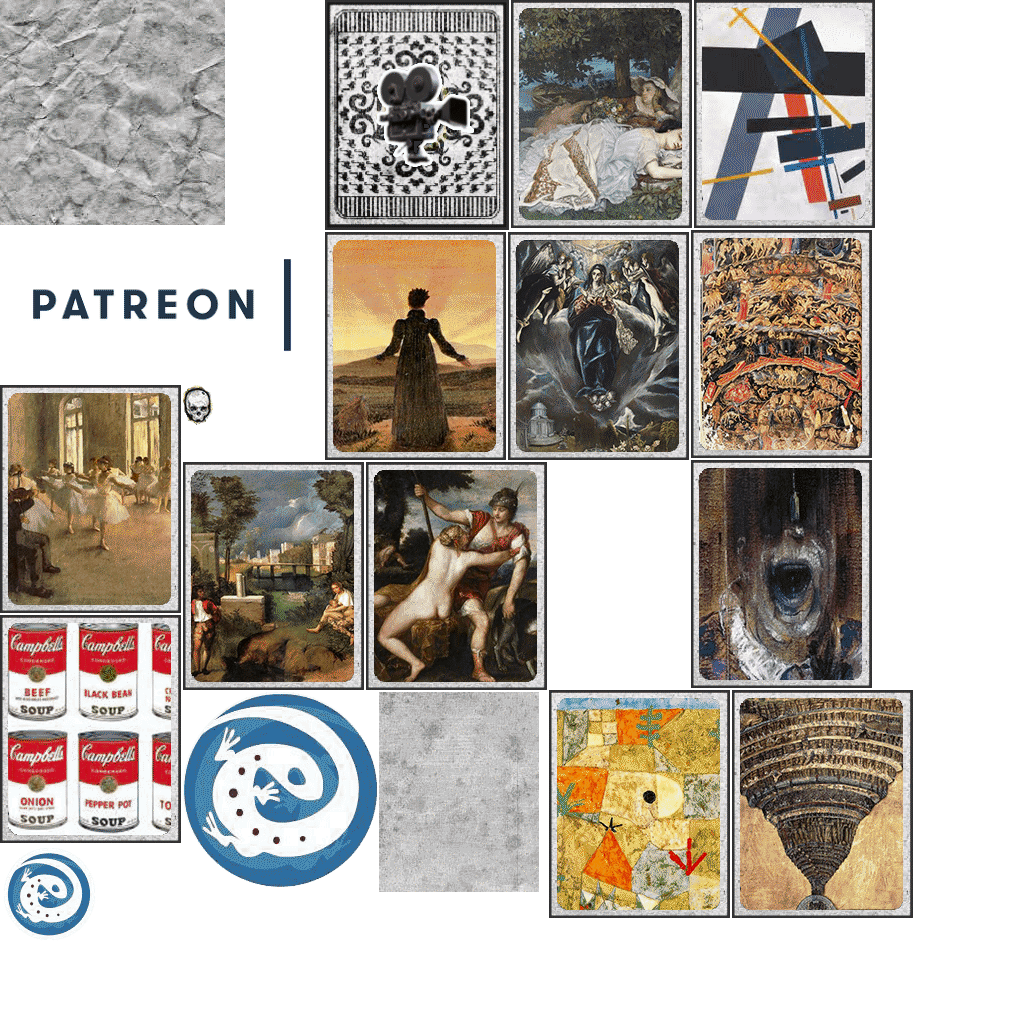 PATREON
Campbell's Campbell's
CONDENSED CONDENSED
BEEF BLACK BEAN
SOUP SOUP
Campbell's Campbell's
CONDENSED CONDENSED
ONION PEPPER POT TO
SOUP SOUP